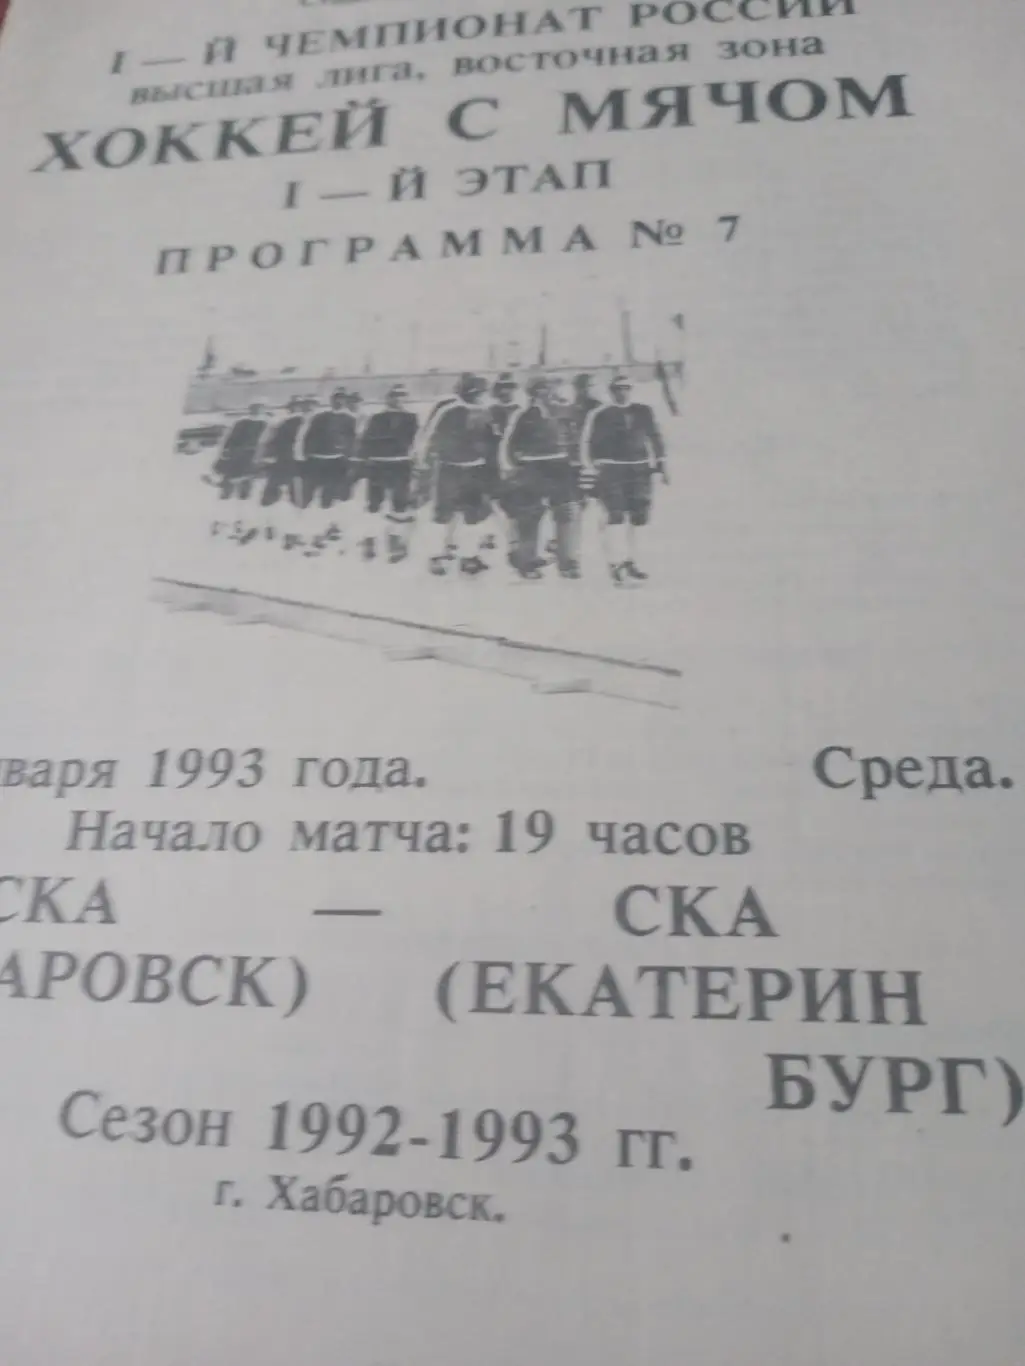 I — Й ЧЕМПИОНАТ РОССИИ
высшая лига, восточная зона
ХОККЕЙ С МЯЧОМ
I — Й ЭТАП
ПРОГРАММА № 7
варя 1993 года. Среда.
Начало матча: 19 часов
СКА — СКА
АРОВСК) (ЕКАТЕРИН
БУРГ)
Сезон 1992-1993 гг.
г. Хабаровск.